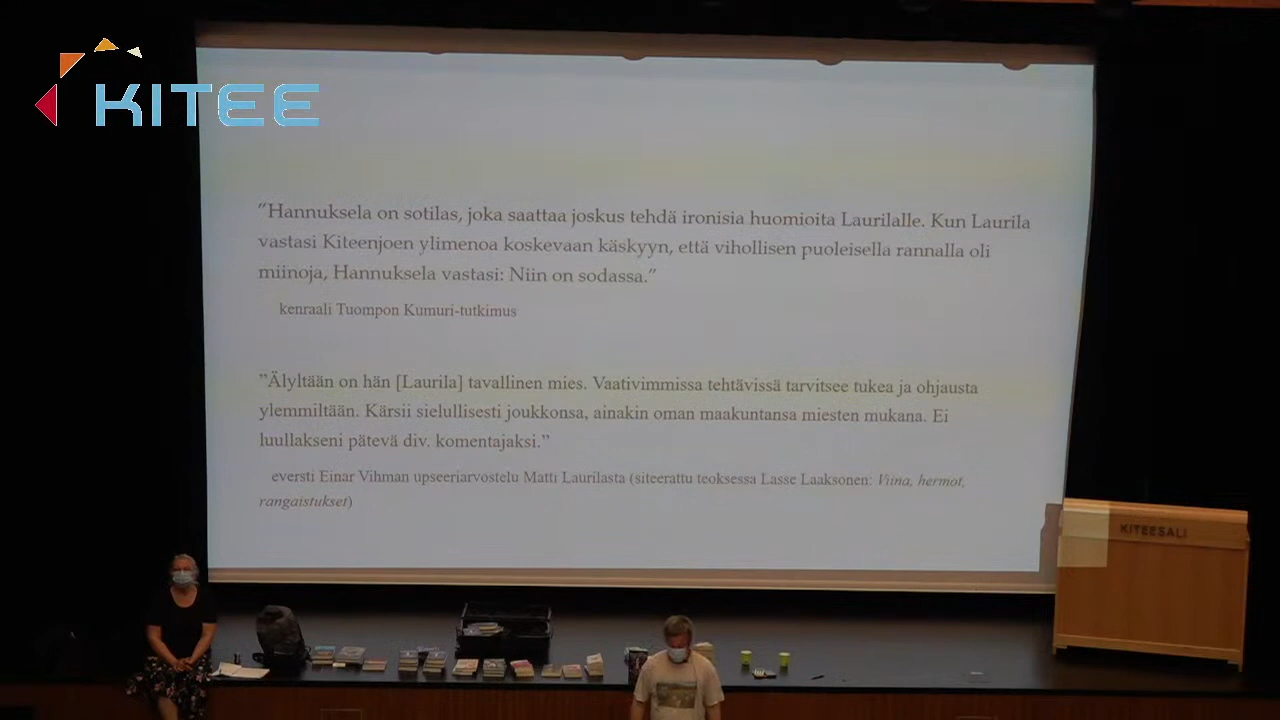 KITEE
”Hannuksela on sotilas, joka saattaa joskus tehdä ironisia huomioita Laurilalle. Kun Laurila
vastasi Kiteenjoen ylimenoa koskevaan käskyyn, että vihollisen puoleisella rannalla oli
miinoja, Hannuksela vastasi: Niin on sodassa.”
kenraali Tuompon Kumuri-tutkimus
”Älyltään on hän [Laurila] tavallinen mies. Vaativimmissa tehtävissä tarvitsee tukea ja ohjausta
ylemmiltään. Kärsii sielullisesti joukkonsa, ainakin oman maakuntansa miesten mukana. Ei
luullakseni pätevä div. komentajaksi.”
eversti Einar Vihman upseeriarvostelu Matti Laurilasta (siteerattu teoksessa Lasse Laaksonen: Viina, hermot,
rangaistukset)
KITEESALI